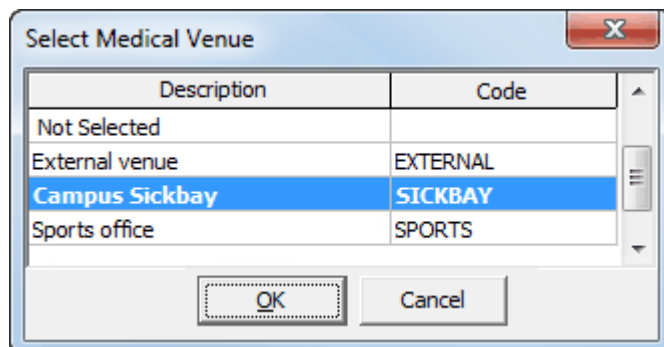 Select Medical Venue
Description Code
Not Selected
External venue EXTERNAL
Campus Sickbay SICKBAY
Sports office SPORTS
OK Cancel